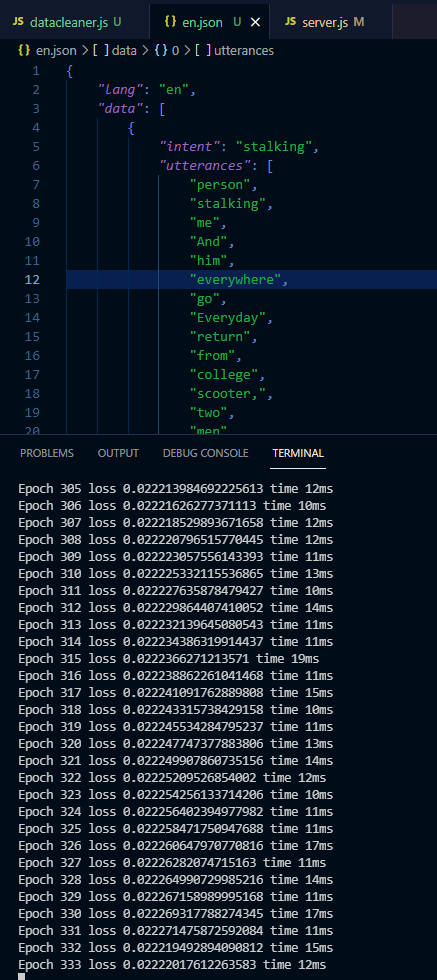 datacleaner.js U
en.json U
server.js M
en.json > [ ] data > {} 0 > [ ] utterances
1 {
2 "lang": "en",
3 "data": [
4 {
5 "intent": "stalking",
6 "utterances": [
7 "person",
8 "stalking",
9 "me",
10 "And",
11 "him",
12 "everywhere",
13 "go",
14 "Everyday",
15 "return",
16 "from",
17 "college",
18 "scooter,",
19 "two",
20 "men"
PROBLEMS OUTPUT DEBUG CONSOLE TERMINAL
Epoch 305 loss 0.022213984692225613 time 12ms
Epoch 306 loss 0.02221626277371113 time 10ms
Epoch 307 loss 0.022218529893671658 time 12ms
Epoch 308 loss 0.022220796515770445 time 12ms
Epoch 309 loss 0.022223057556143393 time 11ms
Epoch 310 loss 0.022225332115536865 time 13ms
Epoch 311 loss 0.022227635878479427 time 10ms
Epoch 312 loss 0.022229864407410052 time 14ms
Epoch 313 loss 0.022232139645080543 time 11ms
Epoch 314 loss 0.022234386319914437 time 11ms
Epoch 315 loss 0.0222366271213571 time 19ms
Epoch 316 loss 0.022238862261041468 time 11ms
Epoch 317 loss 0.022241091762889808 time 15ms
Epoch 318 loss 0.022243315738429158 time 10ms
Epoch 319 loss 0.022245534284795237 time 11ms
Epoch 320 loss 0.022247747377883806 time 13ms
Epoch 321 loss 0.022249907860735156 time 14ms
Epoch 322 loss 0.02225209526854002 time 12ms
Epoch 323 loss 0.022254256133714206 time 10ms
Epoch 324 loss 0.022256402394977982 time 11ms
Epoch 325 loss 0.022258471750947688 time 11ms
Epoch 326 loss 0.022260647970770816 time 17ms
Epoch 327 loss 0.02226282074715163 time 11ms
Epoch 328 loss 0.022264990729985216 time 14ms
Epoch 329 loss 0.022267158989995168 time 11ms
Epoch 330 loss 0.022269317788274345 time 17ms
Epoch 331 loss 0.022271475872592084 time 11ms
Epoch 332 loss 0.022219492894090812 time 15ms
Epoch 333 loss 0.02222017612263583 time 12ms